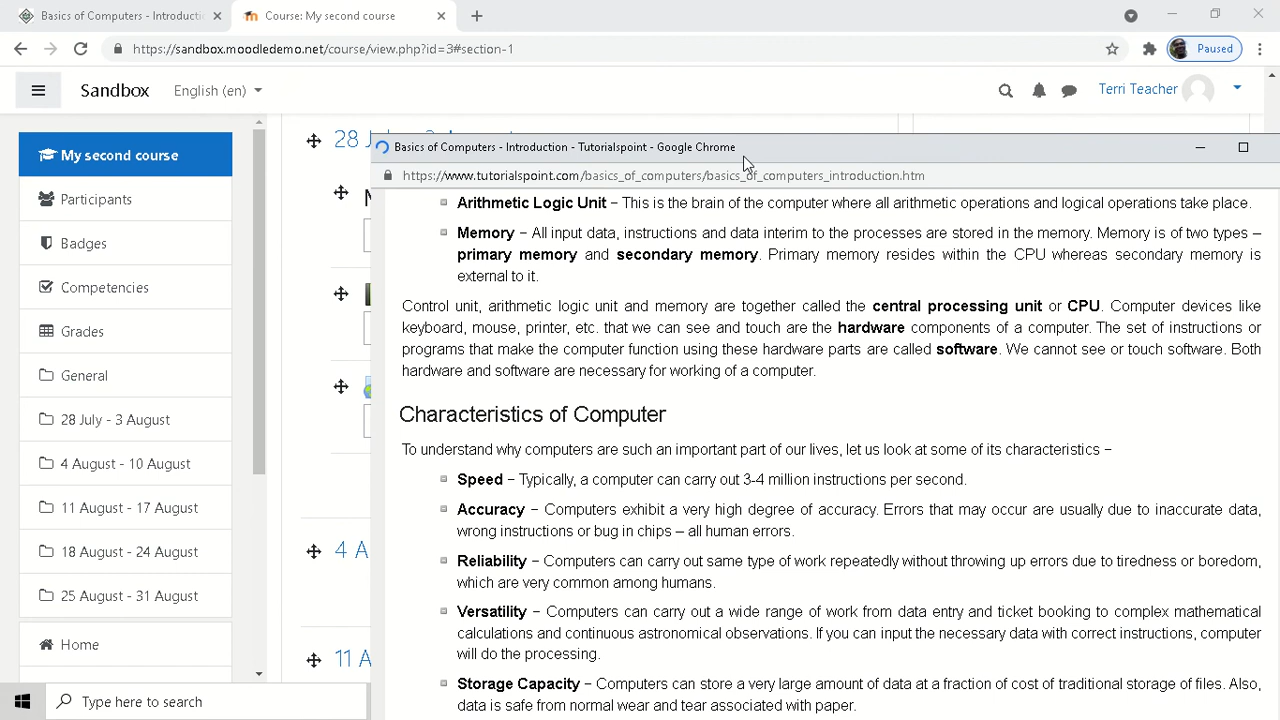 Basics of Computers - Introducti
Course: My second course
https://sandbox.moodledemo.net/course/view.php?id=3#section-1
Paused
Sandbox
English (en)
Terri Teacher
My second course
Participants
Badges
Competencies
Grades
General
28 July - 3 August
4 August - 10 August
11 August - 17 August
18 August - 24 August
25 August - 31 August
Home
Type here to search
28
4 A
11 A
Basics of Computers - Introduction - Tutorialspoint - Google Chrome
https://www.tutorialspoint.com/basics_of_computers/basics_of_computers_introduction.htm
Arithmetic Logic Unit − This is the brain of the computer where all arithmetic operations and logical operations take place.
Memory − All input data, instructions and data interim to the processes are stored in the memory. Memory is of two types −
primary memory and secondary memory. Primary memory resides within the CPU whereas secondary memory is
external to it.
Control unit, arithmetic logic unit and memory are together called the central processing unit or CPU. Computer devices like
keyboard, mouse, printer, etc. that we can see and touch are the hardware components of a computer. The set of instructions or
programs that make the computer function using these hardware parts are called software. We cannot see or touch software. Both
hardware and software are necessary for working of a computer.
Characteristics of Computer
To understand why computers are such an important part of our lives, let us look at some of its characteristics −
Speed − Typically, a computer can carry out 3-4 million instructions per second.
Accuracy − Computers exhibit a very high degree of accuracy. Errors that may occur are usually due to inaccurate data,
wrong instructions or bug in chips – all human errors.
Reliability − Computers can carry out same type of work repeatedly without throwing up errors due to tiredness or boredom,
which are very common among humans.
Versatility − Computers can carry out a wide range of work from data entry and ticket booking to complex mathematical
calculations and continuous astronomical observations. If you can input the necessary data with correct instructions, computer
will do the processing.
Storage Capacity − Computers can store a very large amount of data at a fraction of cost of traditional storage of files. Also,
data is safe from normal wear and tear associated with paper.